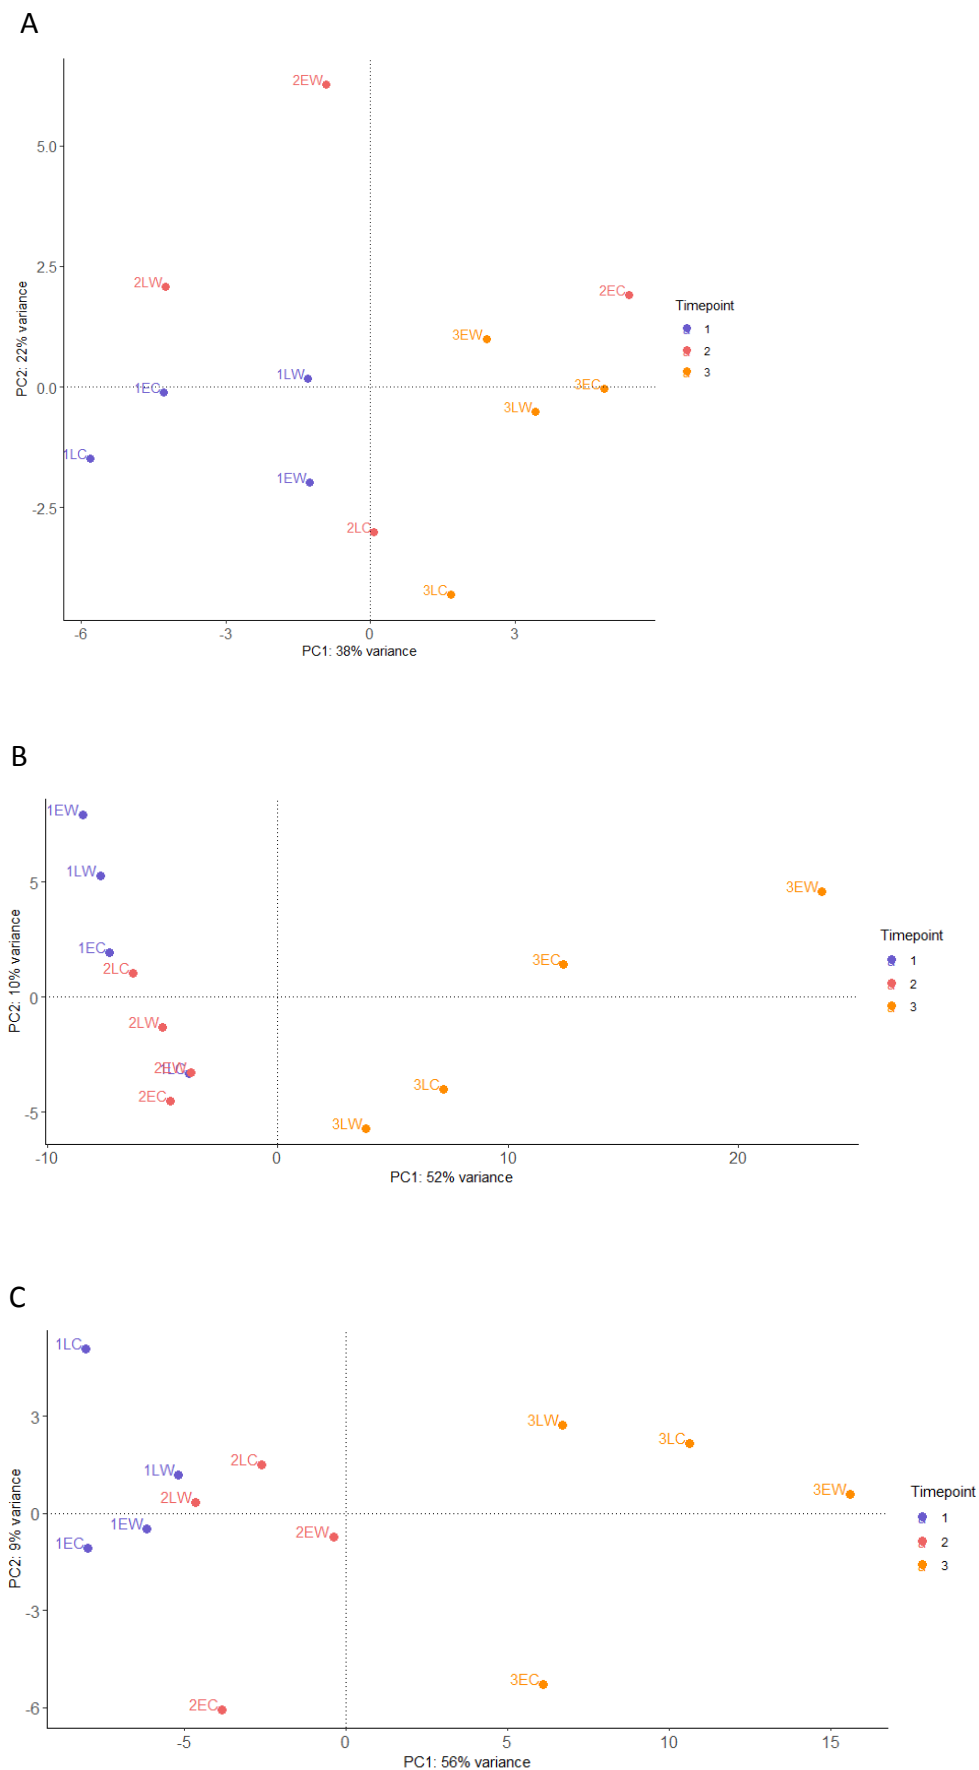 A
2EW
5.0
2.5
2LW
2EC
Timepoint
1
2
3
3EW
PC2: 22% variance
0.0
1LW
1EC
3EC
3LW
1LC
1EW
-2.5
2LC
3LC
-6
-3
0
3
PC1: 38% variance
B
1EW
1LW
5
3EW
1EC
2LC
3EC
Timepoint
1
2
3
PC2: 10% variance
0
2LW
2EW
1LC
2EC
3LC
-5
3LW
-10
0
10
20
PC1: 52% variance
C
1LC
3
3LW
3LC
2LC
1LW
2LW
3EW
Timepoint
1
2
3
PC2: 9% variance
0
1EW
2EW
1EC
-3
3EC
2EC
-6
-5
0
5
10
15
PC1: 56% variance